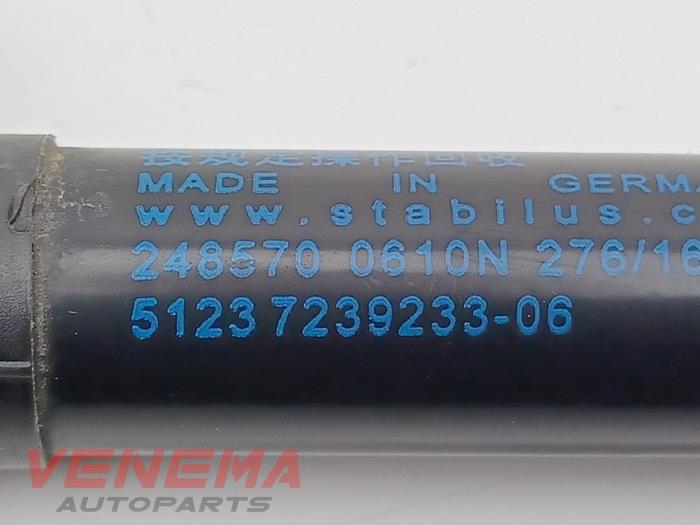 按规定操作回收
MADE IN GERMA
www.stabilus.c
248570 0610N 276/16
5123 7239233-06
VENEMA
AUTOPARTS